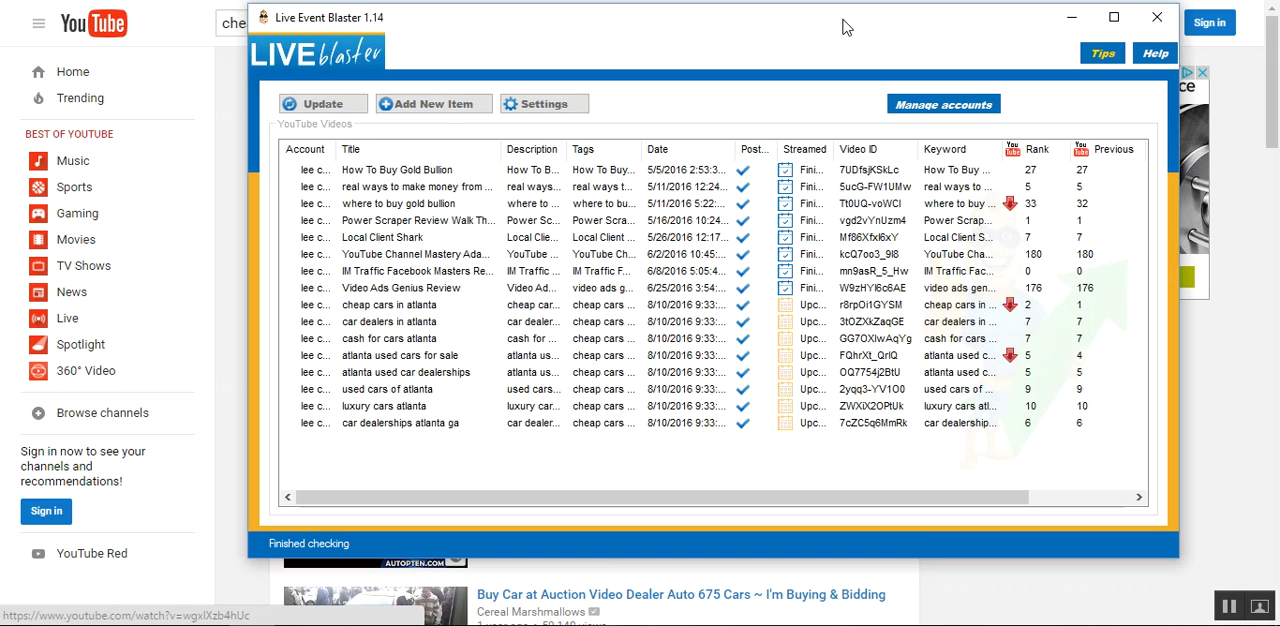 YouTube
che
Sign in
Home
Trending
BEST OF YOUTUBE
Music
Sports
Gaming
Movies
TV Shows
News
Live
Spotlight
360° Video
Browse channels
Sign in now to see your
channels and
recommendations!
Sign in
YouTube Red
https://www.youtube.com/watch?v=wgxlXzb4hUc
Live Event Blaster 1.14
LIVE blaster
Tips Help
Update Add New Item Settings Manage accounts
YouTube Videos
Account Title Description Tags Date Post... Streamed Video ID Keyword You Tube Rank You Tube Previous
lee c... How To Buy Gold Bullion How To B... How To Buy... 5/5/2016 2:53:3... Fini... 7UDfsjKSkLc How To Buy ... 27 27
lee c... real ways to make money from ... real ways... real ways t... 5/11/2016 12:24... Fini... 5ucG-FW1UMw real ways to ... 5 5
lee c... where to buy gold bullion where to ... where to bu... 5/11/2016 5:22:... Fini... Tt0UQ-voWCI where to buy ... 33 32
lee c... Power Scraper Review Walk Th... Power Sc... Power Scra... 5/16/2016 10:24... Fini... vgd2vYnUzm4 Power Scrap... 1 1
lee c... Local Client Shark Local Clie... Local Client ... 5/26/2016 12:17... Fini... Mf86Xfxl6xY Local Client S... 7 7
lee c... YouTube Channel Mastery Ada... YouTube ... YouTube Ch... 6/2/2016 10:45:... Fini... kcQ7oo3_9l8 YouTube Cha... 180 180
lee c... IM Traffic Facebook Masters Re... IM Traffic ... IM Traffic F... 6/8/2016 5:05:4... Fini... mn9asR_5_Hw IM Traffic Fac... 0 0
lee c... Video Ads Genius Review Video Ad... video ads g... 6/25/2016 3:54:... Fini... W9zHYl6c6AE video ads gen... 176 176
lee c... cheap cars in atlanta cheap car... cheap cars ... 8/10/2016 9:33:... Upc... r8rpOi1GYSM cheap cars in ... 2 1
lee c... car dealers in atlanta car dealer... cheap cars ... 8/10/2016 9:33:... Upc... 3tOZXkZaqGE car dealers in ... 7 7
lee c... cash for cars atlanta cash for ... cheap cars ... 8/10/2016 9:33:... Upc... GG7OXlwAqYg cash for cars ... 7 7
lee c... atlanta used cars for sale atlanta us... cheap cars ... 8/10/2016 9:33:... Upc... FQhrXt_QrlQ atlanta used c... 5 4
lee c... atlanta used car dealerships atlanta us... cheap cars ... 8/10/2016 9:33:... Upc... OQ7754j2BtU atlanta used c... 5 5
lee c... used cars of atlanta used cars... cheap cars ... 8/10/2016 9:33:... Upc... 2yqq3-YV1O0 used cars of ... 9 9
lee c... luxury cars atlanta luxury car... cheap cars ... 8/10/2016 9:33:... Upc... ZWXiX2OPtUk luxury cars atl... 10 10
lee c... car dealerships atlanta ga car dealer... cheap cars ... 8/10/2016 9:33:... Upc... 7cZC5q6MmRk car dealership... 6 6
Finished checking
AUTOPTEN.COM
Buy Car at Auction Video Dealer Auto 675 Cars ~ I'm Buying & Bidding
Cereal Marshmallows
ce